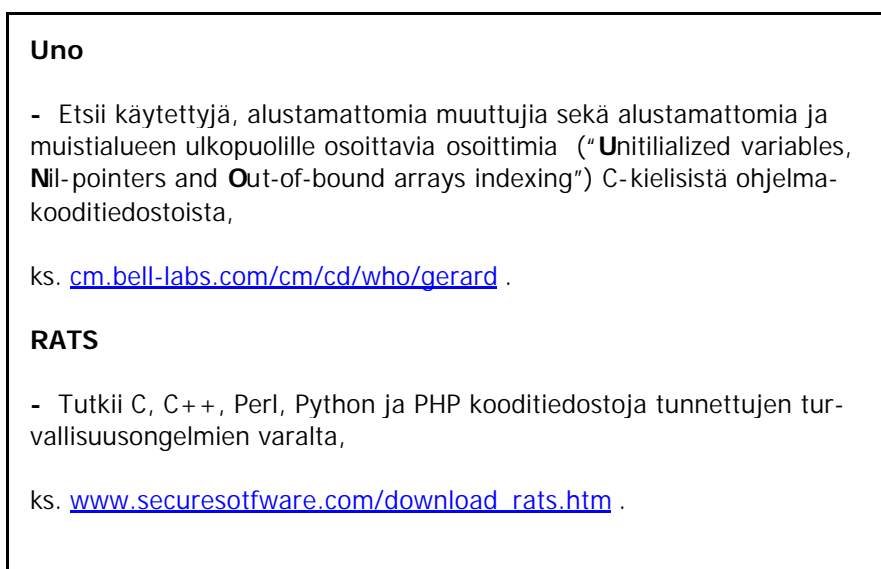 Uno
- Etsii käytettyjä, alustamattomia muuttujia sekä alustamattomia ja
muistialueen ulkopuolille osoittavia osoittimia ("Unitilialized variables,
Nil-pointers and Out-of-bound arrays indexing") C-kielisistä ohjelma-
kooditiedostoista,
ks. cm.bell-labs.com/cm/cd/who/gerard .
RATS
- Tutkii C, C++, Perl, Python ja PHP kooditiedostoja tunnettujen tur-
vallisuusongelmien varalta,
ks. www.securesotfware.com/download_rats.htm .